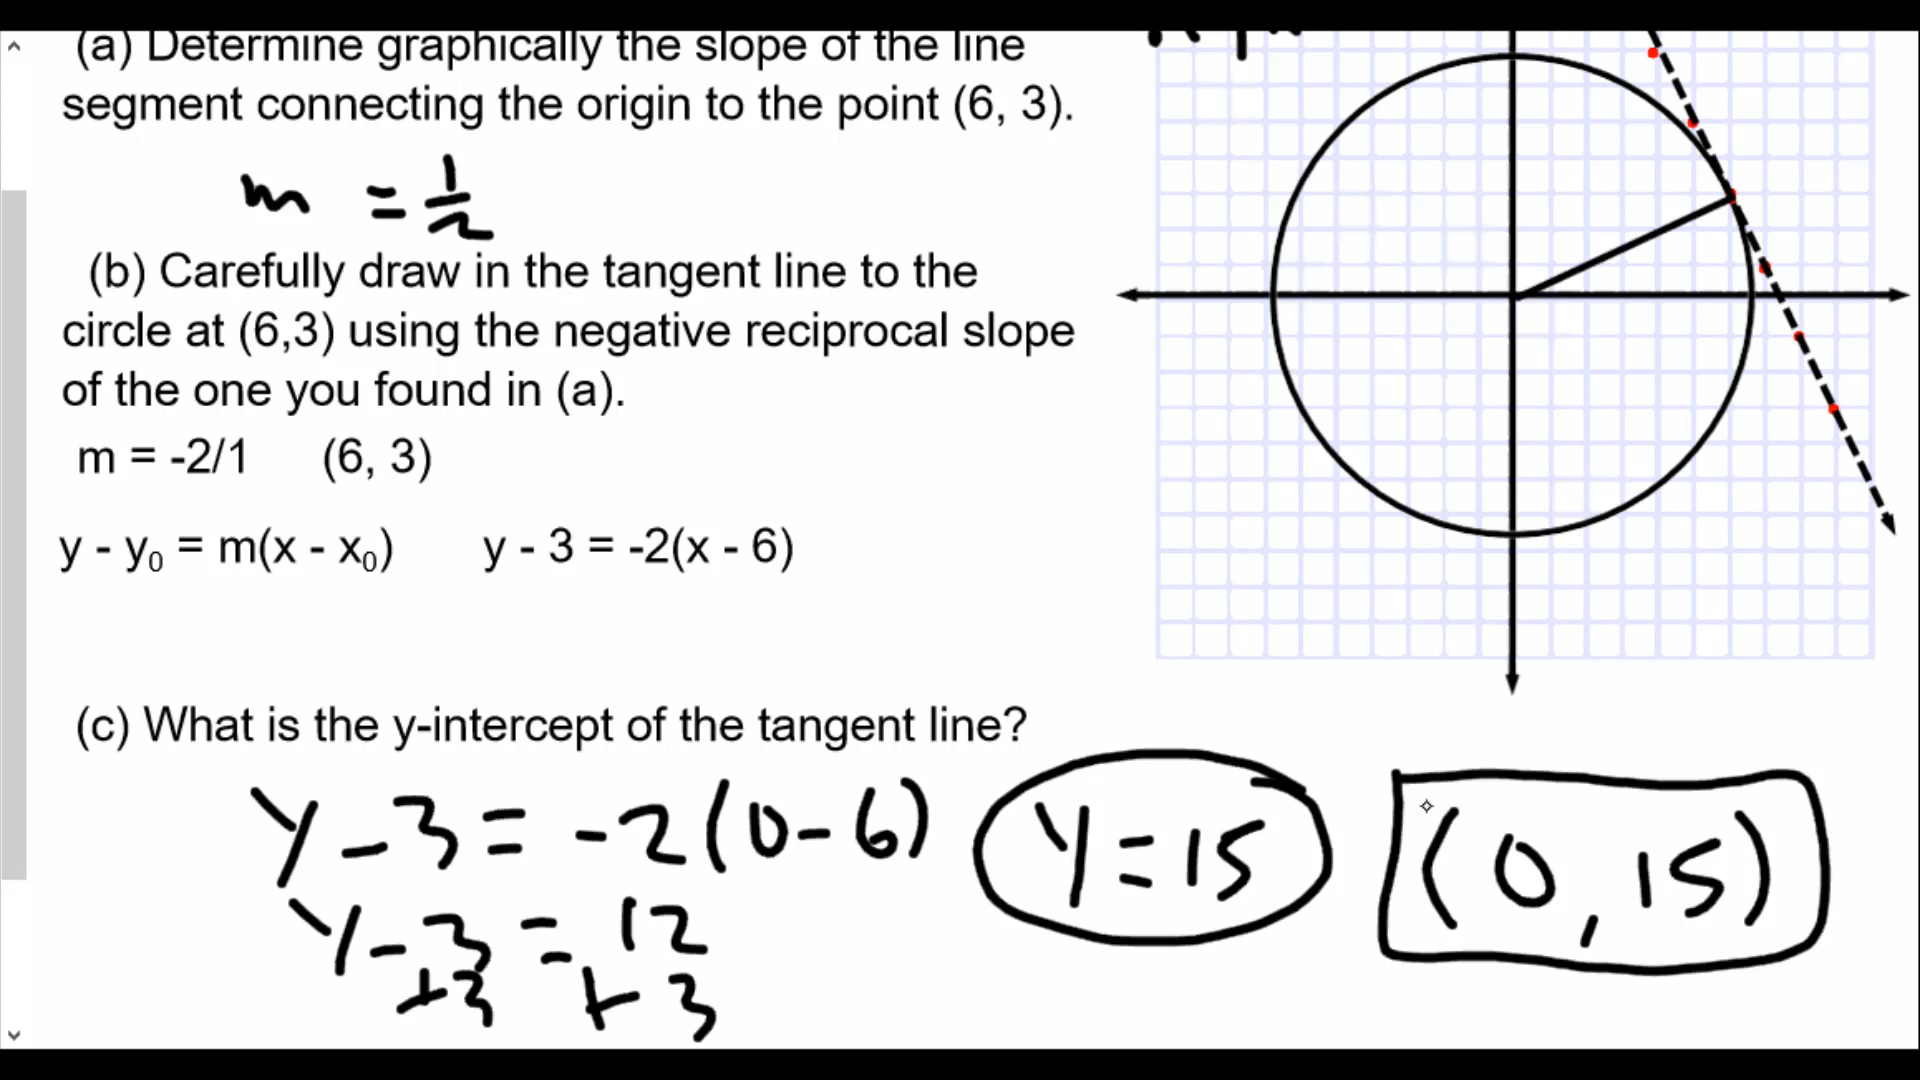 (a) Determine graphically the slope of the line
segment connecting the origin to the point (6, 3).
m = 1/2
(b) Carefully draw in the tangent line to the
circle at (6,3) using the negative reciprocal slope
of the one you found in (a).
m = -2/1 (6, 3)
y - y₀ = m(x - x₀) y - 3 = -2(x - 6)
(c) What is the y-intercept of the tangent line?
y - 3 = -2(0 - 6) y = 15 (0, 15)
y - 3 = 12
+3 +3